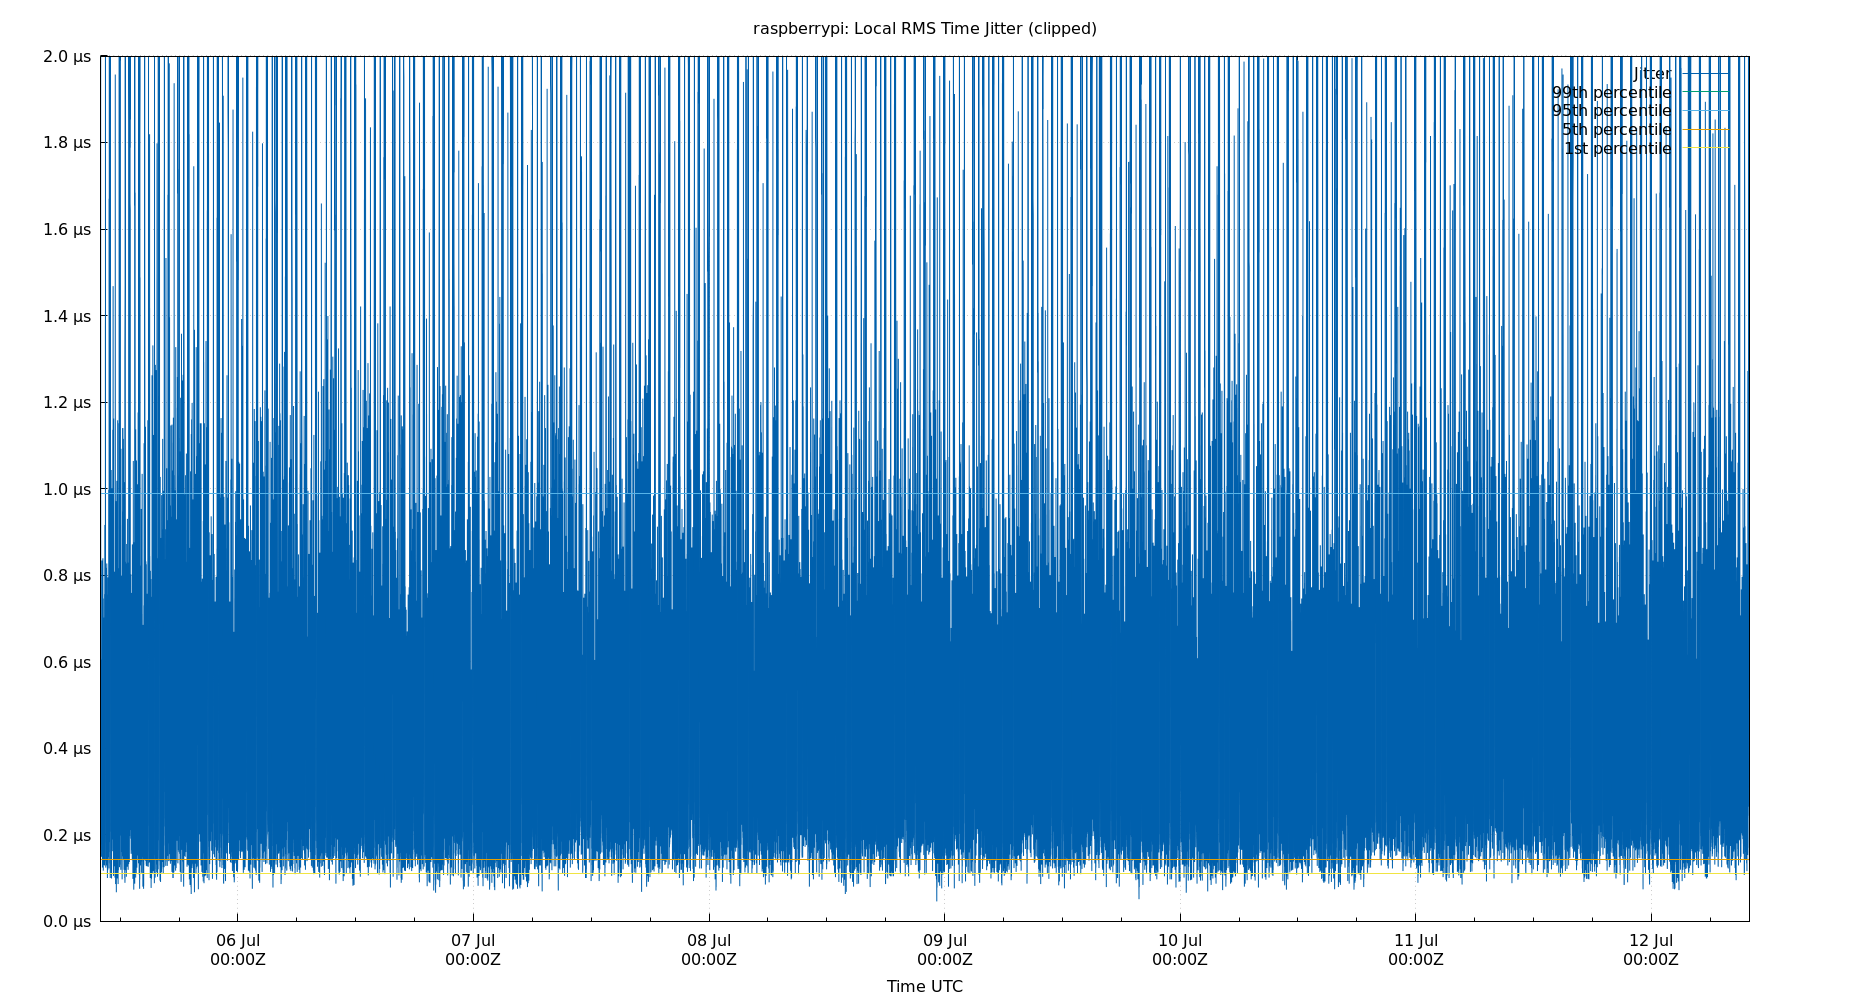 raspberrypi: Local RMS Time Jitter (clipped)
2.0 µs
1.8 µs
1.6 µs
1.4 µs
1.2 µs
1.0 µs
0.8 µs
0.6 µs
0.4 µs
0.2 µs
0.0 µs
Jitter
99th percentile
95th percentile
5th percentile
1st percentile
06 Jul 07 Jul 08 Jul 09 Jul 10 Jul 11 Jul 12 Jul
00:00Z 00:00Z 00:00Z 00:00Z 00:00Z 00:00Z 00:00Z
Time UTC